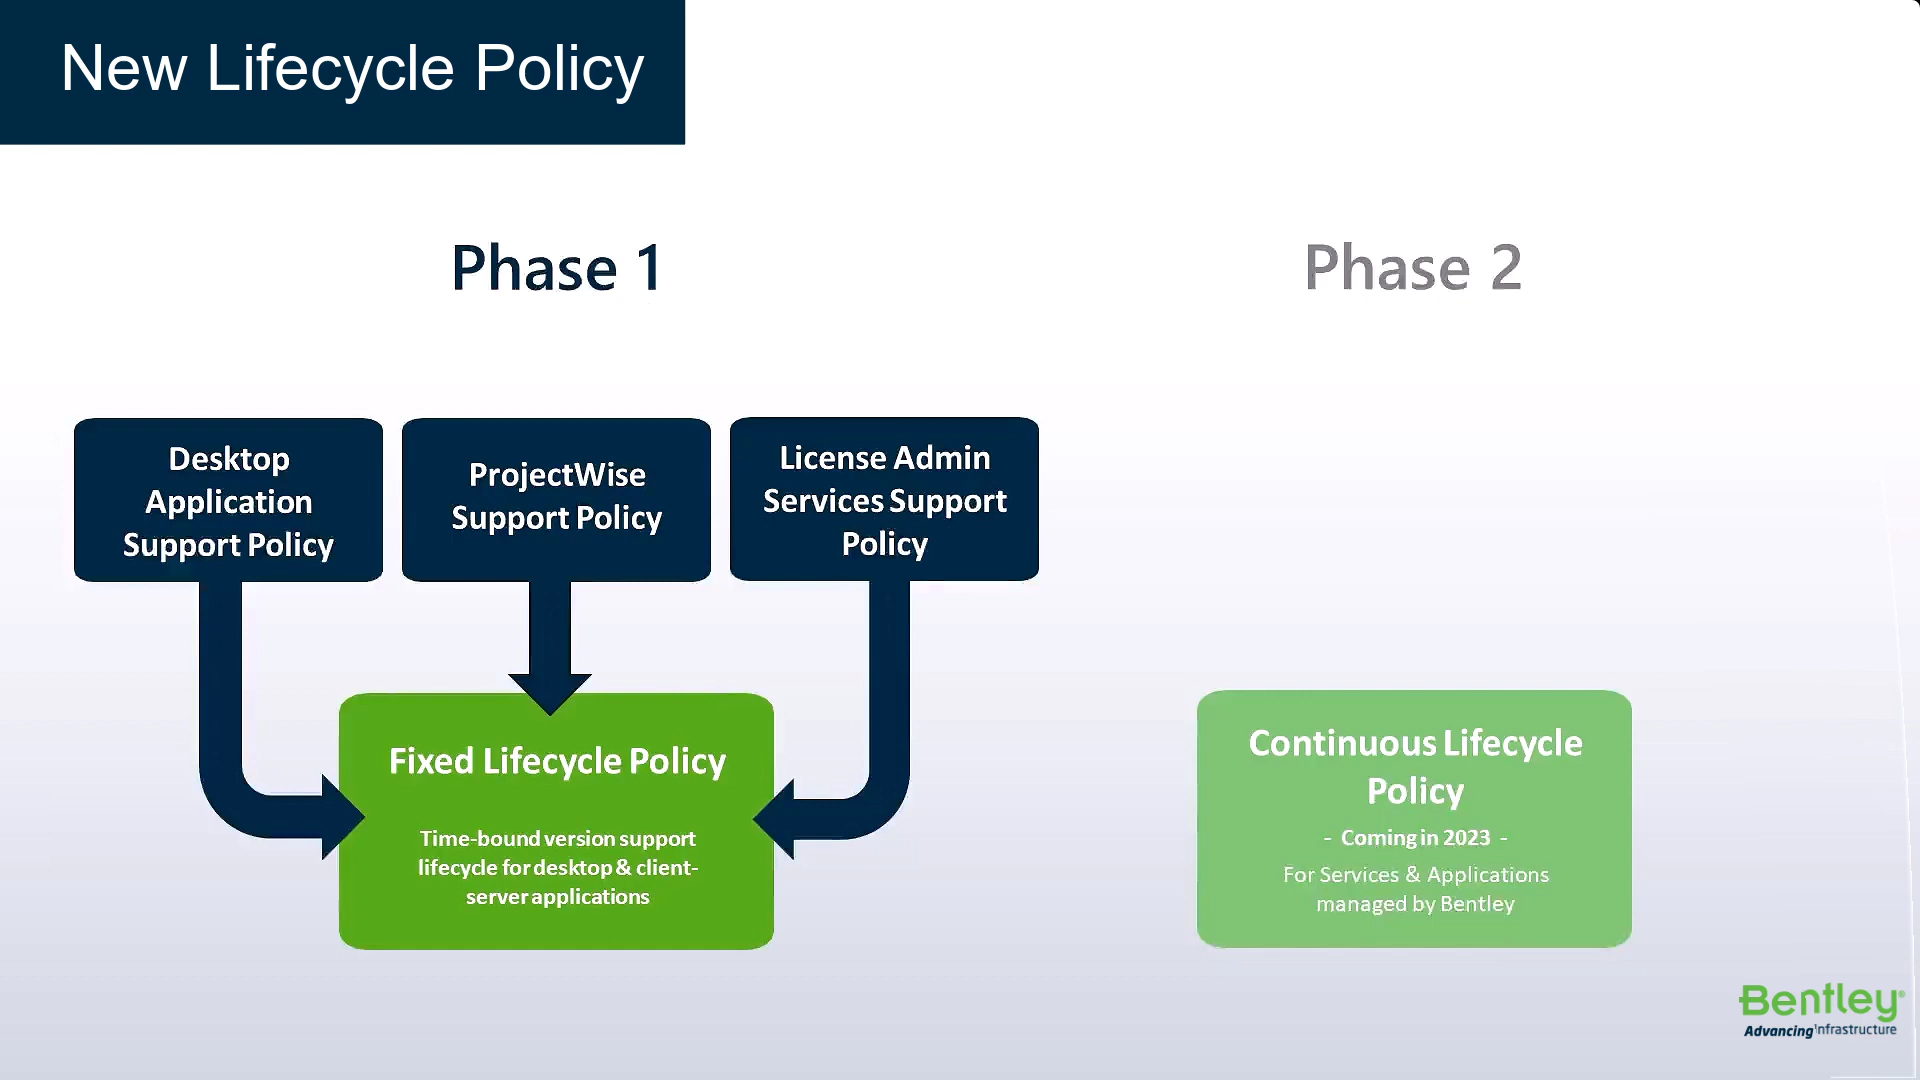 New Lifecycle Policy
Phase 1
Phase 2
Desktop
Application
Support Policy
ProjectWise
Support Policy
License Admin
Services Support
Policy
Fixed Lifecycle Policy
Time-bound version support
lifecycle for desktop & client-
server applications
Continuous Lifecycle
Policy
- Coming in 2023 -
For Services & Applications
managed by Bentley
Bentley®
Advancing Infrastructure